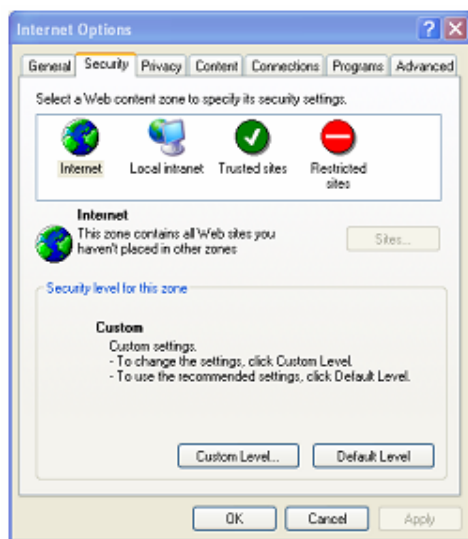 Internet Options
General Security Privacy Content Connections Programs Advanced
Select a Web content zone to specify its security settings.
Internet Local intranet Trusted sites Restricted
sites
Internet
This zone contains all Web sites you
haven't placed in other zones
Sites...
Security level for this zone
Custom
Custom settings.
- To change the settings, click Custom Level.
- To use the recommended settings, click Default Level.
Custom Level... Default Level
OK Cancel Apply